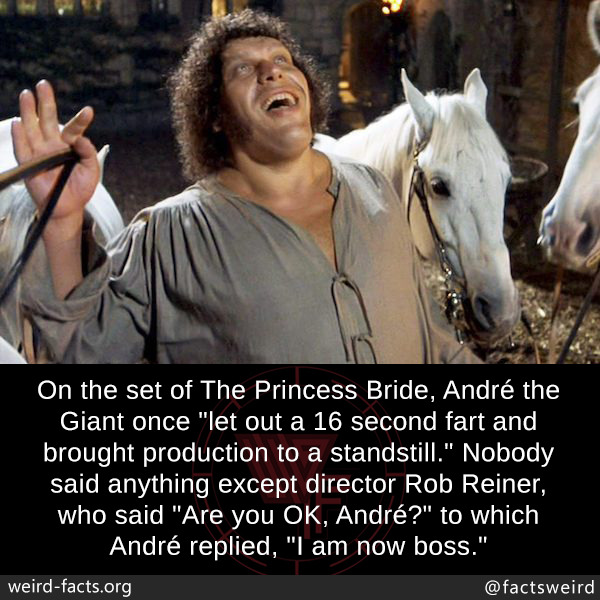 On the set of The Princess Bride, André the
Giant once "let out a 16 second fart and
brought production to a standstill." Nobody
said anything except director Rob Reiner,
who said "Are you OK, André?" to which
André replied, "I am now boss."
weird-facts.org
@factsweird